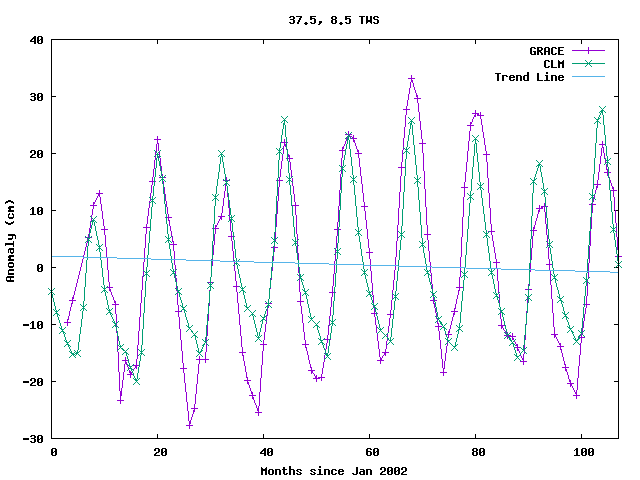 37.5, 8.5 TWS
GRACE
CLM
Trend Line
40
30
20
10
0
-10
-20
-30
Anomaly (cm)
0 20 40 60 80 100
Months since Jan 2002